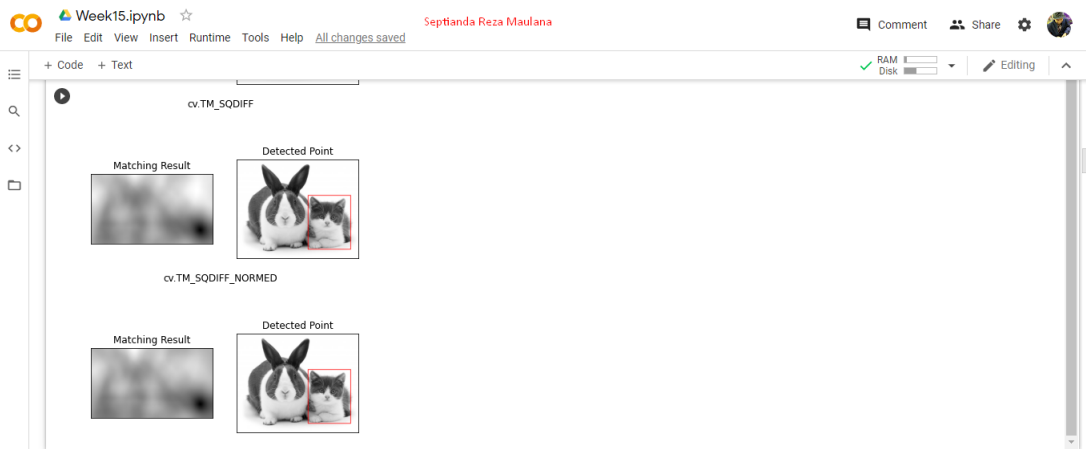 Week15.ipynb
Septianda Reza Maulana
Comment
Share
File Edit View Insert Runtime Tools Help All changes saved
+ Code + Text
RAM
Disk
Editing
cv.TM_SQDIFF
Matching Result
Detected Point
cv.TM_SQDIFF_NORMED
Matching Result
Detected Point